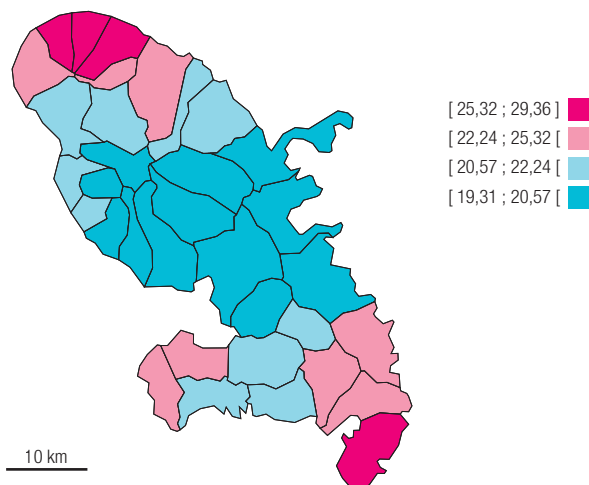 [ 25,32 ; 29,36 ]
[ 22,24 ; 25,32 [
[ 20,57 ; 22,24 [
[ 19,31 ; 20,57 [
10 km